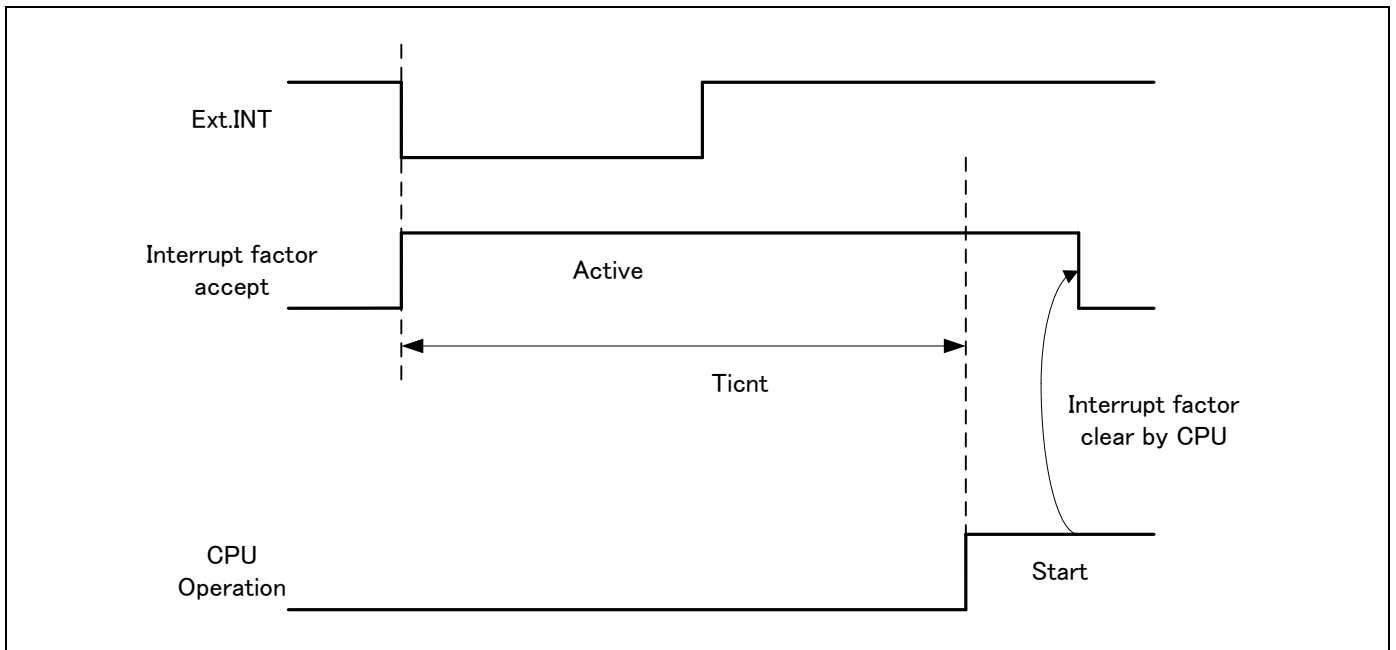 Ext.INT
Interrupt factor
accept
Active
Ticnt
Interrupt factor
clear by CPU
CPU
Operation
Start